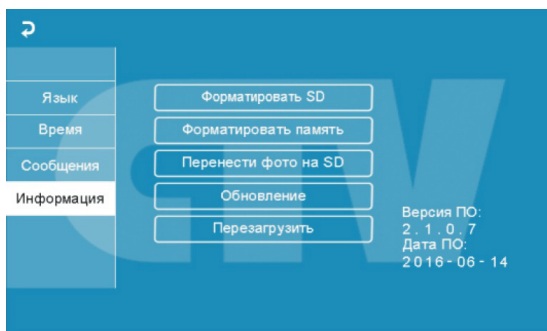 Язык
Время
Сообщения
Информация
Форматировать SD
Форматировать память
Перенести фото на SD
Обновление
Перезагрузить
Версия ПО:
2.1.0.7
Дата ПО:
2016-06-14